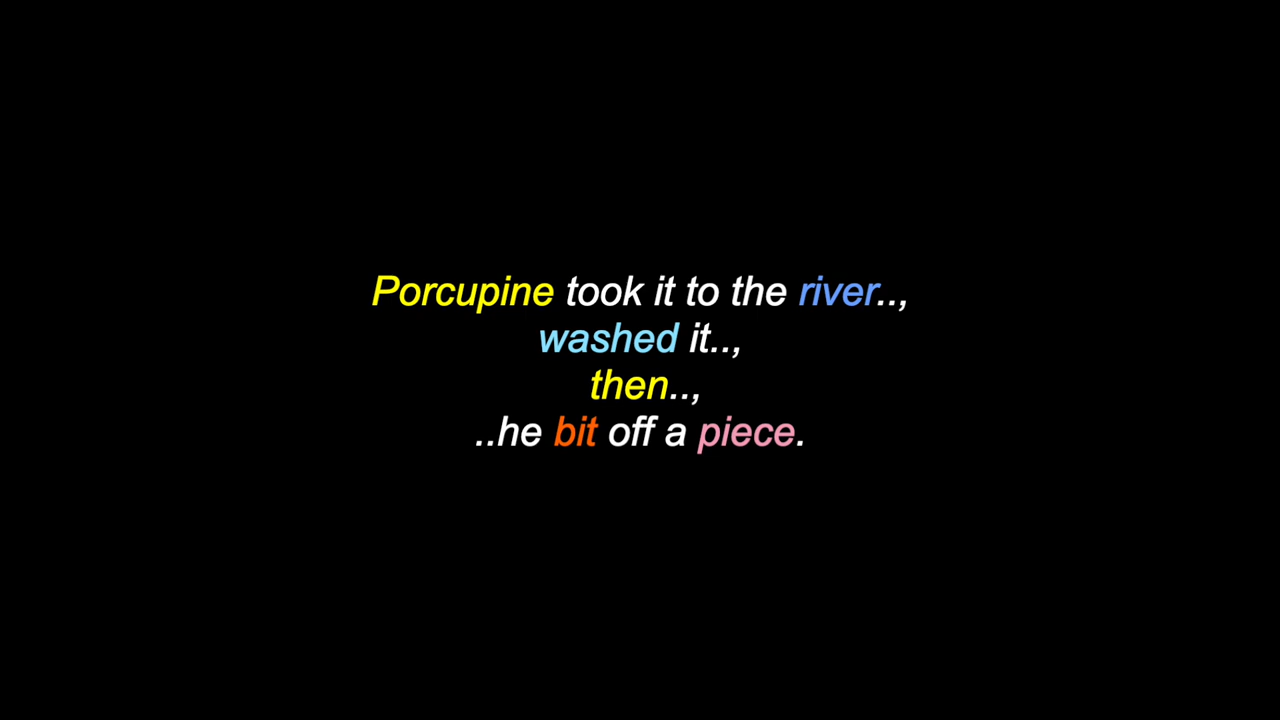 Porcupine took it to the river..,
washed it..,
then..,
..he bit off a piece.